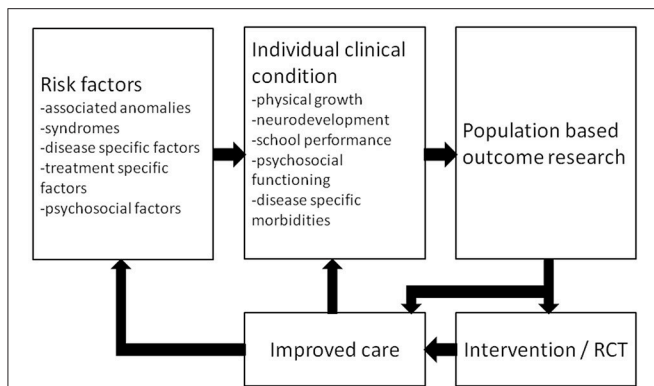 Risk factors
-associated anomalies
-syndromes
-disease specific factors
-treatment specific
factors
-psychosocial factors
Individual clinical
condition
-physical growth
-neurodevelopment
-school performance
-psychosocial
functioning
-disease specific
morbidities
Population based
outcome research
Improved care
Intervention / RCT